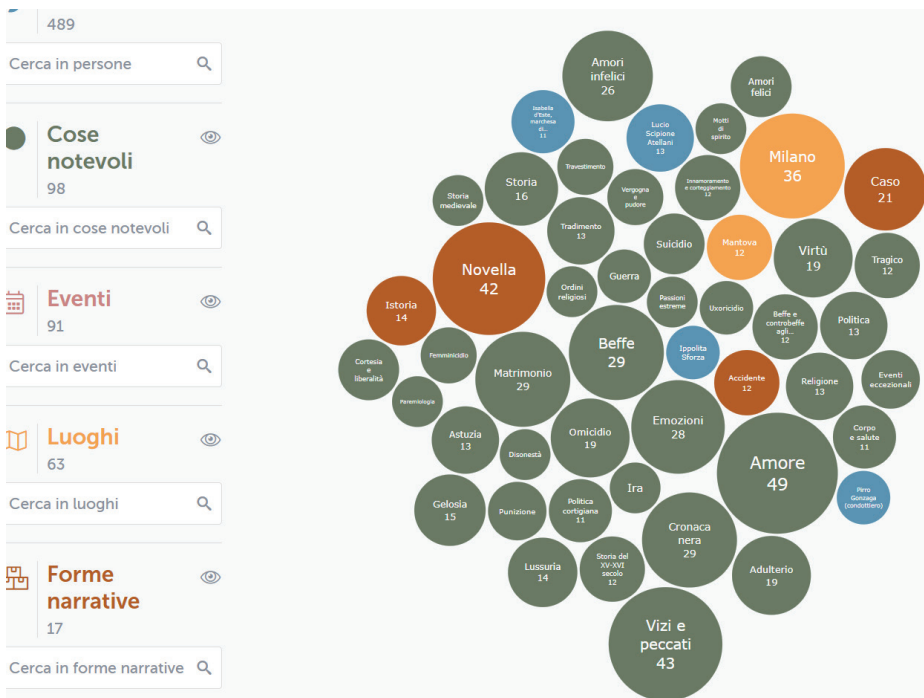 489
Cerca in persone
Cose
notevoli
98
Cerca in cose notevoli
Eventi
91
Cerca in eventi
Luoghi
63
Cerca in luoghi
Forme
narrative
17
Cerca in forme narrative
Amori
infelici
26
Amori
felici
Isabella
d'Este,
marchesa
di...
11
Lucio
Scipione
Atellani
13
Motti
di
spirito
Milano
36
Caso
21
Travestimento
Storia
16
Storia
medievale
Vergogna
e
pudore
Innamoramento
e corteggiamento
12
Tradimento
13
Suicidio
Mantova
12
Virtù
19
Tragico
12
Novella
42
Ordini
religiosi
Guerra
Passioni
estreme
Uxoricidio
Istoria
14
Beffe e
controbeffe
agli...
12
Politica
13
Beffe
29
Ippolita
Sforza
Cortesia
e
liberalità
Femminicidio
Matrimonio
29
Accidente
12
Religione
13
Eventi
eccezionali
Paremiologia
Astuzia
13
Disonestà
Omicidio
19
Emozioni
28
Corpo
e salute
11
Amore
49
Pirro
Gonzaga
(condottiero)
Gelosia
15
Punizione
Politica
cortigiana
11
Ira
Cronaca
nera
29
Lussuria
14
Storia del
XV-XVI
secolo
12
Adulterio
19
Vizi e
peccati
43